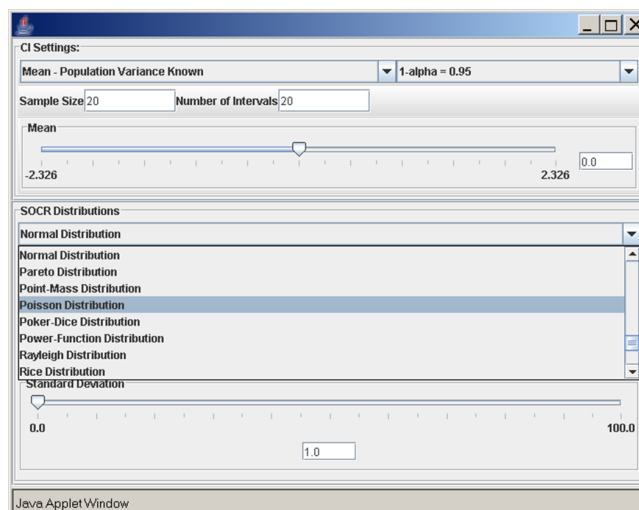 CI Settings:
Mean - Population Variance Known 1-alpha = 0.95
Sample Size 20 Number of Intervals 20
Mean
-2.326 2.326 0.0
SOCR Distributions
Normal Distribution
Normal Distribution
Pareto Distribution
Point-Mass Distribution
Poisson Distribution
Poker-Dice Distribution
Power-Function Distribution
Rayleigh Distribution
Rice Distribution
Standard Deviation
0.0 100.0
1.0
Java Applet Window